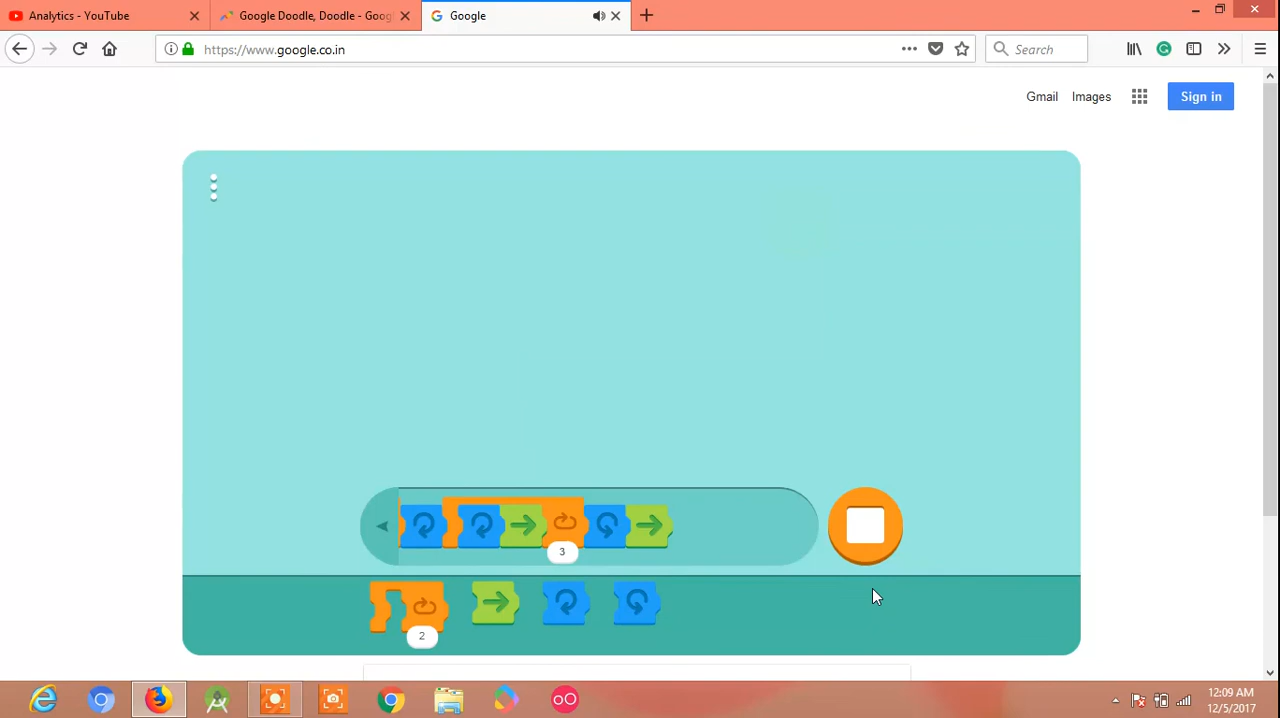 Analytics - YouTube
Google Doodle, Doodle - Goog
Google
https://www.google.co.in
Search
Gmail
Images
Sign in
3
2
12:09 AM
12/5/2017